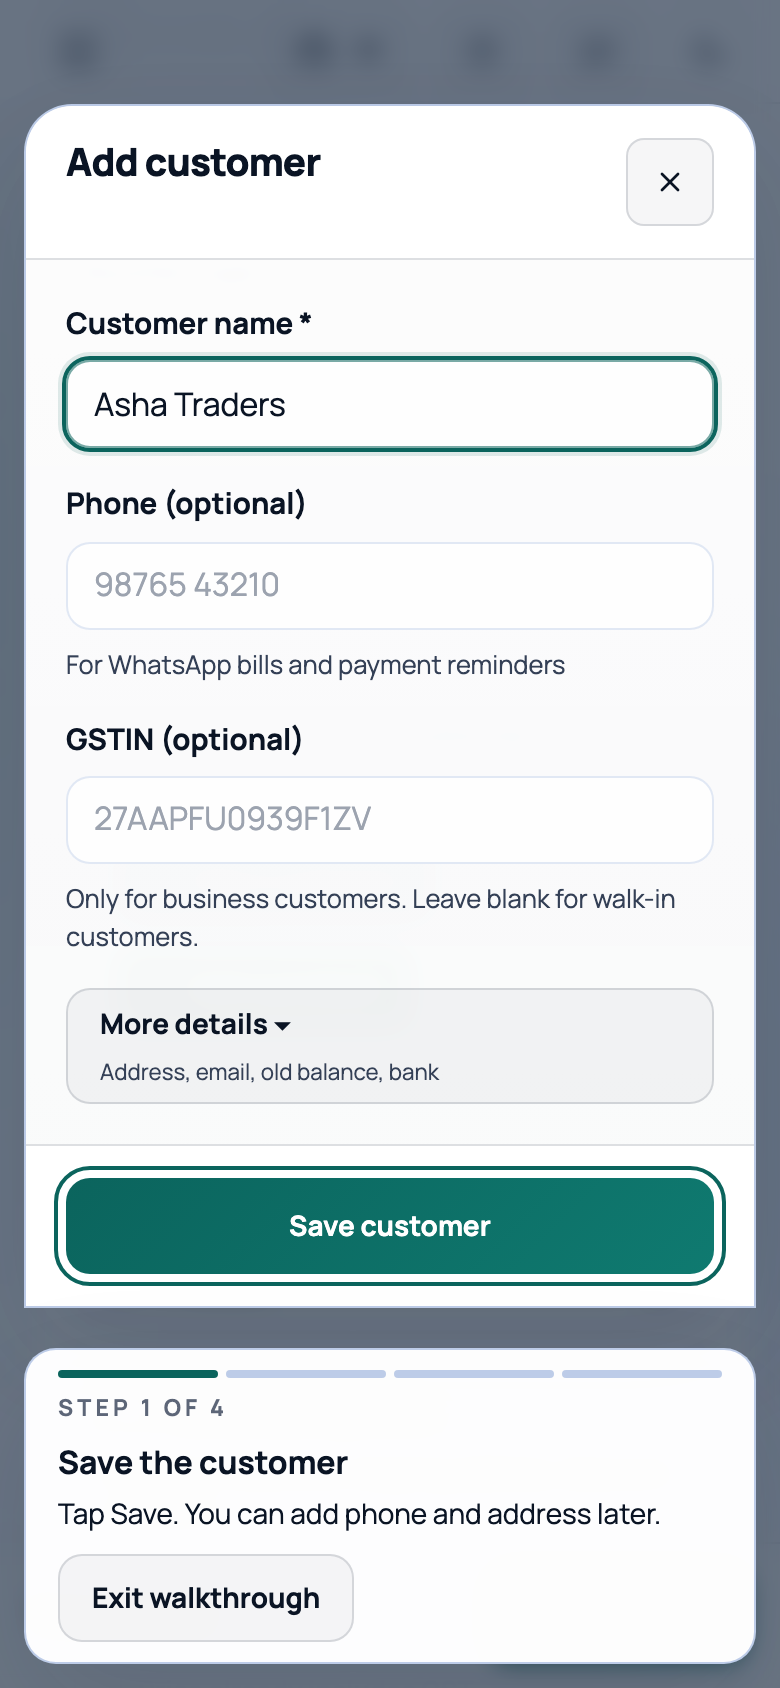 Add customer
Customer name *
Asha Traders
Phone (optional)
98765 43210
For WhatsApp bills and payment reminders
GSTIN (optional)
27AAPFU0939F1ZV
Only for business customers. Leave blank for walk-in
customers.
More details
Address, email, old balance, bank
Save customer
STEP 1 OF 4
Save the customer
Tap Save. You can add phone and address later.
Exit walkthrough